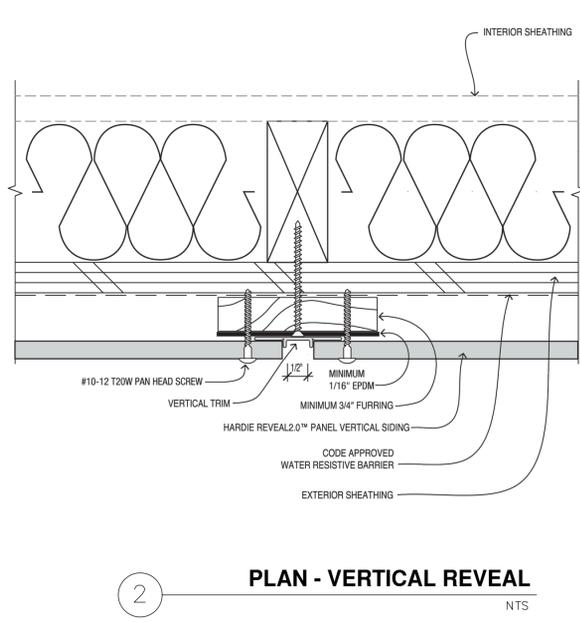 INTERIOR SHEATHING
1/2"
MINIMUM
1/16" EPDM
#10-12 T20W PAN HEAD SCREW
VERTICAL TRIM
MINIMUM 3/4" FURRING
HARDIE REVEAL2.0™ PANEL VERTICAL SIDING
CODE APPROVED
WATER RESISTIVE BARRIER
EXTERIOR SHEATHING
2
PLAN - VERTICAL REVEAL
NTS